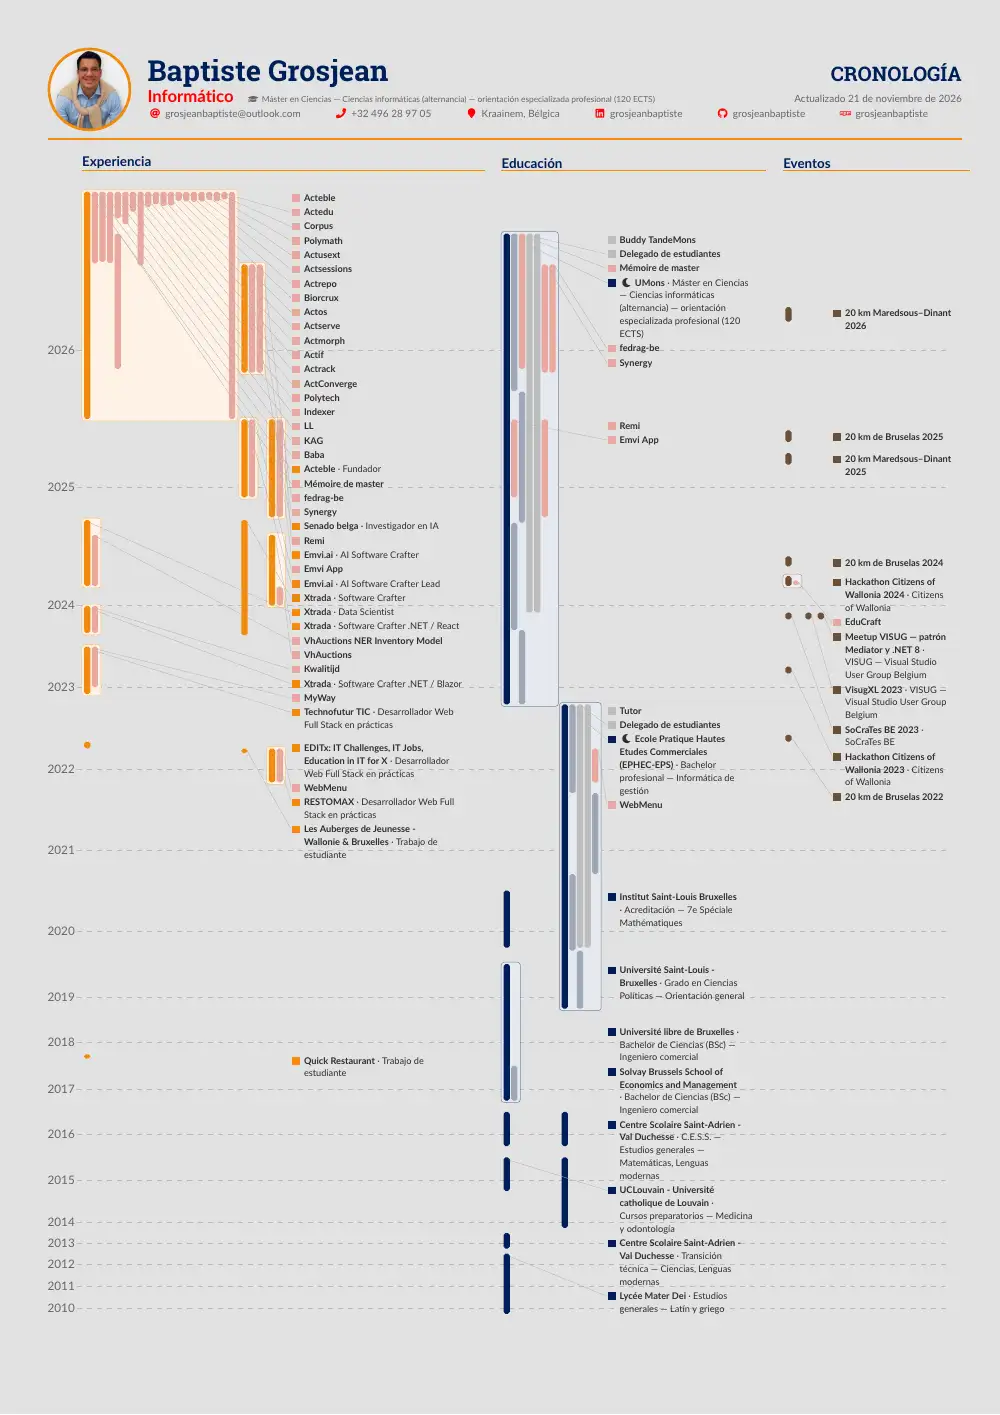 Baptiste Grosjean
CRONOLOGÍA
Informático
Máster en Ciencias — Ciencias informáticas (alternancia) — orientación especializada profesional (120 ECTS)
Actualizado 21 de noviembre de 2026
grosjeanbaptiste@outlook.com
+32 496 28 97 05
Kraainem, Bélgica
grosjeanbaptiste
grosjeanbaptiste
grosjeanbaptiste
Experiencia
Acteble
Actedu
Corpus
Polymath
Actusext
Actsessions
Actrepo
Biorcrux
Actos
Actserve
Actmorph
Actif
Actrack
ActConverge
Polytech
Indexer
LL
KAG
Baba
Acteble · Fundador
Mémoire de master
fedrag-be
Synergy
Senado belga · Investigador en IA
Remi
Emvi.ai · AI Software Crafter
Emvi App
Emvi.ai · AI Software Crafter Lead
Xtrada · Software Crafter
Xtrada · Data Scientist
Xtrada · Software Crafter .NET / React
VhAuctions NER Inventory Model
VhAuctions
Kwalitijd
Xtrada · Software Crafter .NET / Blazor
MyWay
Technofutur TIC · Desarrollador Web
Full Stack en prácticas
EDITx: IT Challenges, IT Jobs,
Education in IT for X · Desarrollador
Web Full Stack en prácticas
WebMenu
RESTOMAX · Desarrollador Web Full
Stack en prácticas
Les Auberges de Jeunesse -
Wallonie & Bruxelles · Trabajo de
estudiante
Quick Restaurant · Trabajo de
estudiante
2026
2025
2024
2023
2022
2021
2020
2019
2018
2017
2016
2015
2014
2013
2012
2011
2010
Educación
Buddy TandeMons
Delegado de estudiantes
Mémoire de master
UMons · Máster en Ciencias
— Ciencias informáticas
(alternancia) — orientación
especializada profesional (120
ECTS)
fedrag-be
Synergy
Remi
Emvi App
Tutor
Delegado de estudiantes
Ecole Pratique Hautes
Etudes Commerciales
(EPHEC-EPS) · Bachelor
profesional — Informática de
gestión
WebMenu
Institut Saint-Louis Bruxelles
· Acreditación — 7e Spéciale
Mathématiques
Université Saint-Louis -
Bruxelles · Grado en Ciencias
Políticas — Orientación general
Université libre de Bruxelles ·
Bachelor de Ciencias (BSc) —
Ingeniero comercial
Solvay Brussels School of
Economics and Management
· Bachelor de Ciencias (BSc) —
Ingeniero comercial
Centre Scolaire Saint-Adrien -
Val Duchesse · C.E.S.S. —
Estudios generales —
Matemáticas, Lenguas
modernas
UCLouvain - Université
catholique de Louvain ·
Cursos preparatorios — Medicina
y odontología
Centre Scolaire Saint-Adrien -
Val Duchesse · Transición
técnica — Ciencias, Lenguas
modernas
Lycée Mater Dei · Estudios
generales — Latín y griego
Eventos
20 km Maredsous–Dinant
2026
20 km de Bruselas 2025
20 km Maredsous–Dinant
2025
20 km de Bruselas 2024
Hackathon Citizens of
Wallonia 2024 · Citizens
of Wallonia
EduCraft
Meetup VISUG — patrón
Mediator y .NET 8 ·
VISUG — Visual Studio
User Group Belgium
VisugXL 2023 · VISUG —
Visual Studio User Group
Belgium
SoCraTes BE 2023 ·
SoCraTes BE
Hackathon Citizens of
Wallonia 2023 · Citizens
of Wallonia
20 km de Bruselas 2022